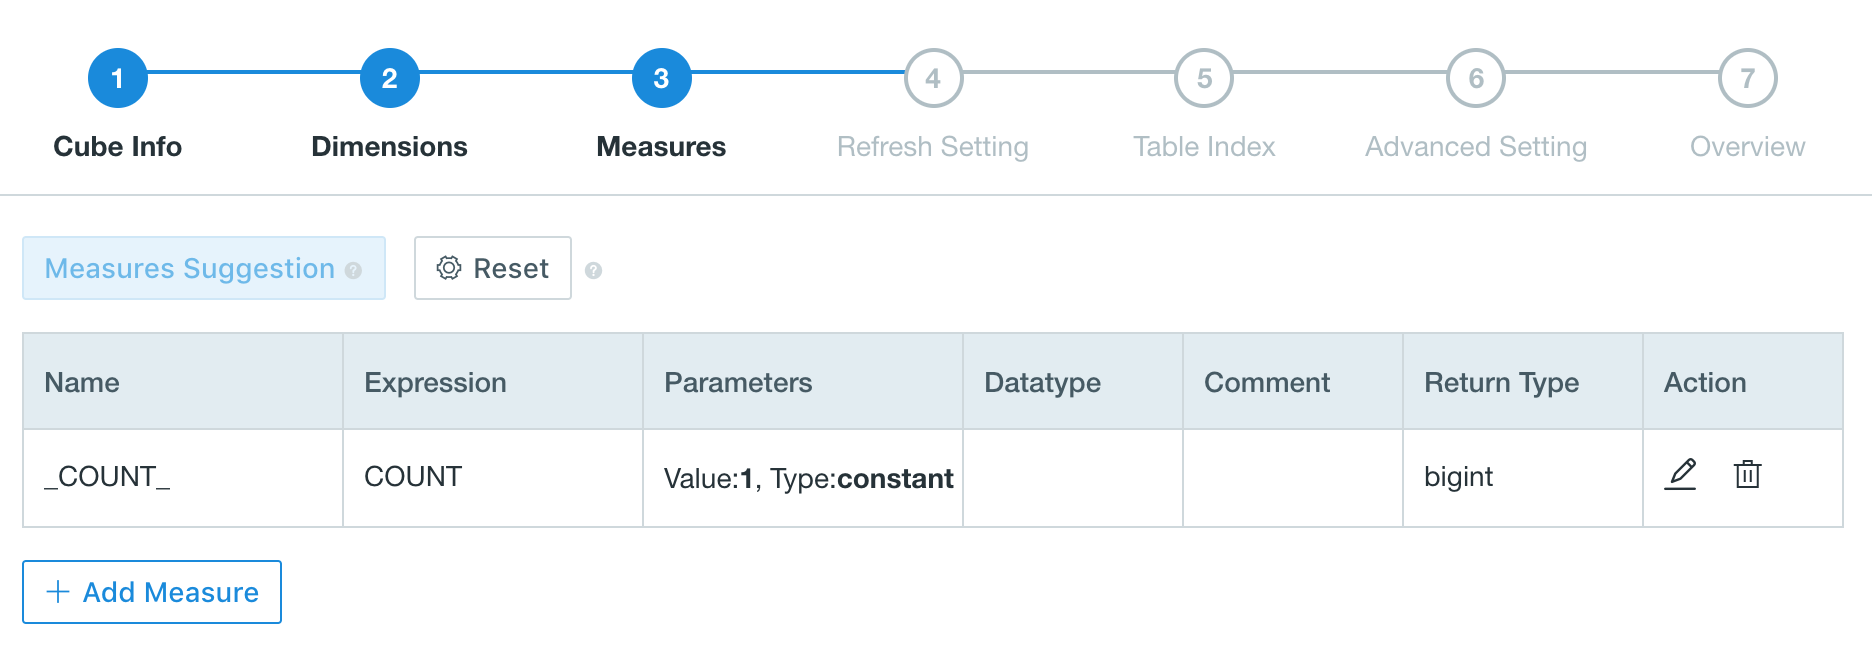 1 2 3 4 5 6 7
Cube Info Dimensions Measures Refresh Setting Table Index Advanced Setting Overview
Measures Suggestion ? Reset ?
Name Expression Parameters Datatype Comment Return Type Action
_COUNT_ COUNT Value:1, Type:constant bigint
+ Add Measure